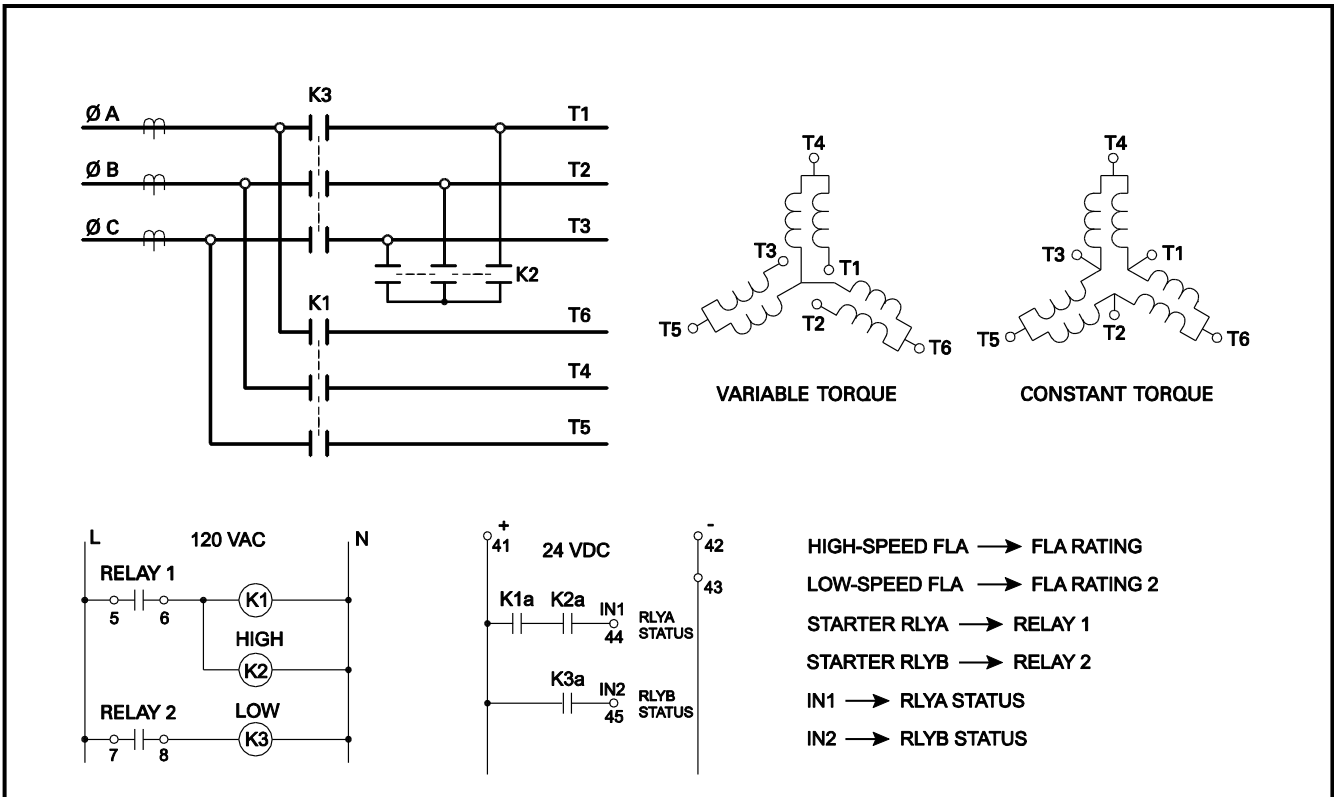 K3
Ø A
T1
Ø B
T2
Ø C
T3
K2
K1
T6
T4
T5
T4
T3
T1
T2
T5
T6
VARIABLE TORQUE
T4
T3
T1
T2
T5
T6
CONSTANT TORQUE
L
120 VAC
N
RELAY 1
5
6
K1
HIGH
K2
RELAY 2
LOW
7
8
K3
+
41
24 VDC
-
42
43
K1a
K2a
IN1
44
RLYA
STATUS
K3a
IN2
45
RLYB
STATUS
HIGH-SPEED FLA → FLA RATING
LOW-SPEED FLA → FLA RATING 2
STARTER RLYA → RELAY 1
STARTER RLYB → RELAY 2
IN1 → RLYA STATUS
IN2 → RLYB STATUS